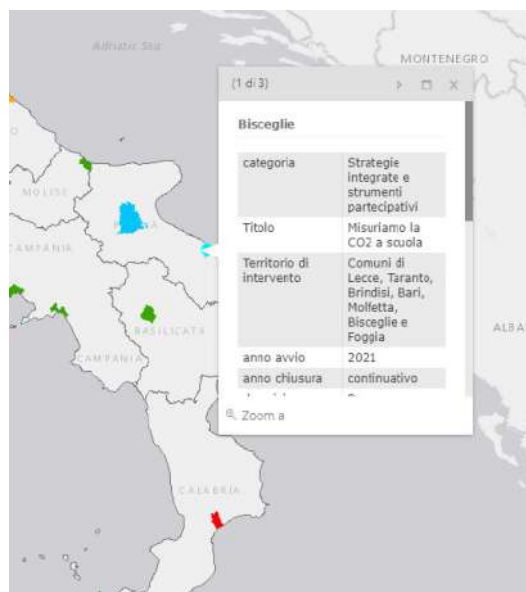 Adriatic Sea
MONTENEGRO
(1 di 3)
Bisceglie
categoria
Strategie
integrate e
strumenti
partecipativi
Titolo
Misuriamo la
CO2 a scuola
Territorio di
intervento
Comuni di
Lecce, Taranto,
Brindisi, Bari,
Molfetta,
Bisceglie e
Foggia
anno avvio
2021
anno chiusura
continuativo
Zoom a
MOLISE
CAMPANIA
BASILICATA
CAMPANIA
CALABRIA
ALBA